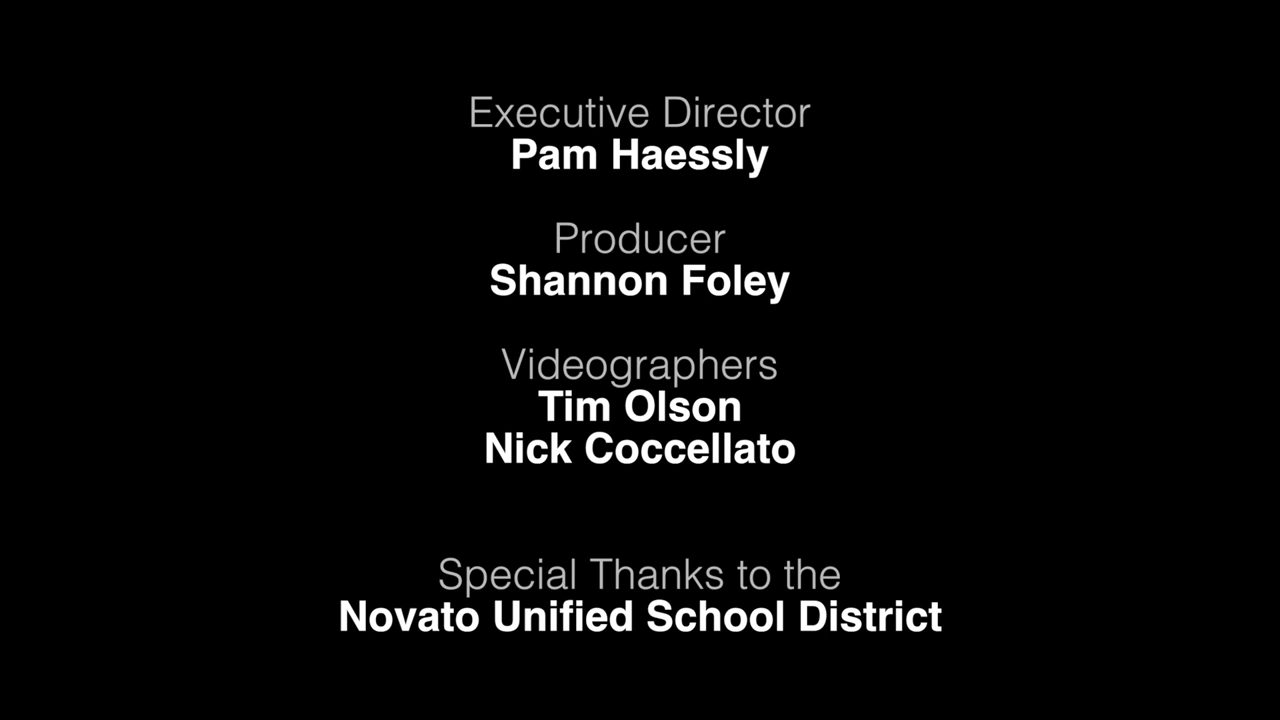 Executive Director
Pam Haessly
Producer
Shannon Foley
Videographers
Tim Olson
Nick Coccellato
Special Thanks to the
Novato Unified School District